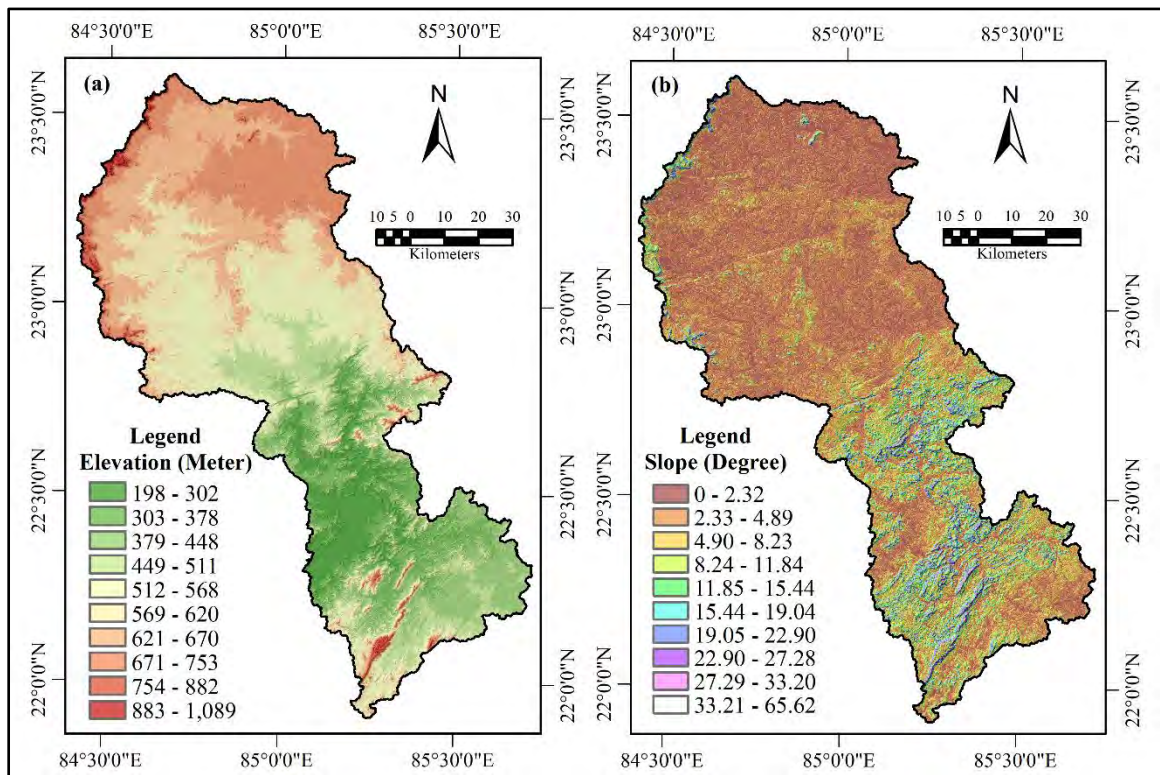 84°30'0"E 85°0'0"E 85°30'0"E
84°30'0"E 85°0'0"E 85°30'0"E
(a)
N
23°30'0"N
23°0'0"N
22°30'0"N
22°0'0"N
23°30'0"N
23°0'0"N
22°30'0"N
22°0'0"N
10 5 0 10 20 30
Kilometers
Legend
Elevation (Meter)
198 - 302
303 - 378
379 - 448
449 - 511
512 - 568
569 - 620
621 - 670
671 - 753
754 - 882
883 - 1,089
84°30'0"E 85°0'0"E 85°30'0"E
(b)
N
23°30'0"N
23°0'0"N
22°30'0"N
22°0'0"N
23°30'0"N
23°0'0"N
22°30'0"N
22°0'0"N
10 5 0 10 20 30
Kilometers
Legend
Slope (Degree)
0 - 2.32
2.33 - 4.89
4.90 - 8.23
8.24 - 11.84
11.85 - 15.44
15.44 - 19.04
19.05 - 22.90
22.90 - 27.28
27.29 - 33.20
33.21 - 65.62
84°30'0"E 85°0'0"E 85°30'0"E